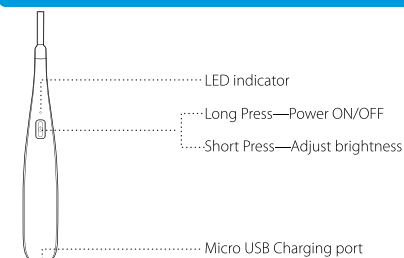 LED indicator
Long Press—Power ON/OFF
Short Press—Adjust brightness
Micro USB Charging port